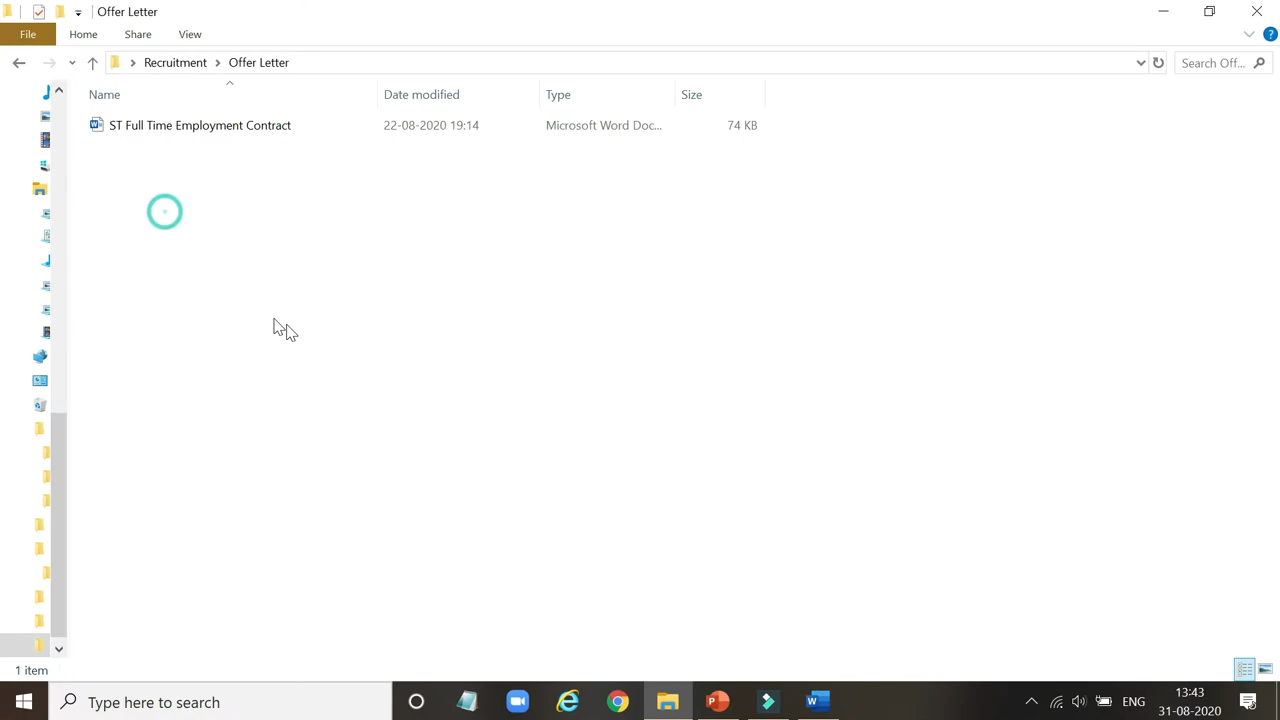 Offer Letter
File Home Share View
Recruitment Offer Letter Search Off...
Name Date modified Type Size
ST Full Time Employment Contract 22-08-2020 19:14 Microsoft Word Doc... 74 KB
1 item
Type here to search ENG 13:43
31-08-2020